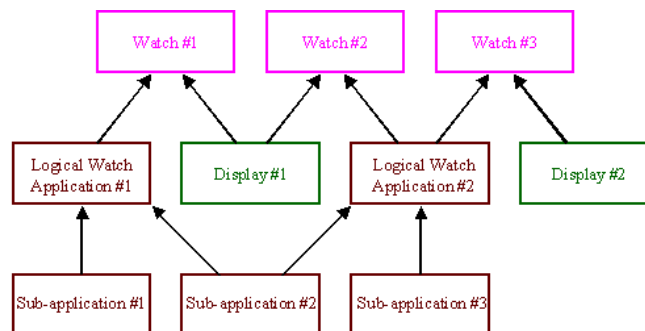 Watch #1
Watch #2
Watch #3
Logical Watch
Application #1
Display #1
Logical Watch
Application #2
Display #2
Sub-application #1
Sub-application #2
Sub-application #3